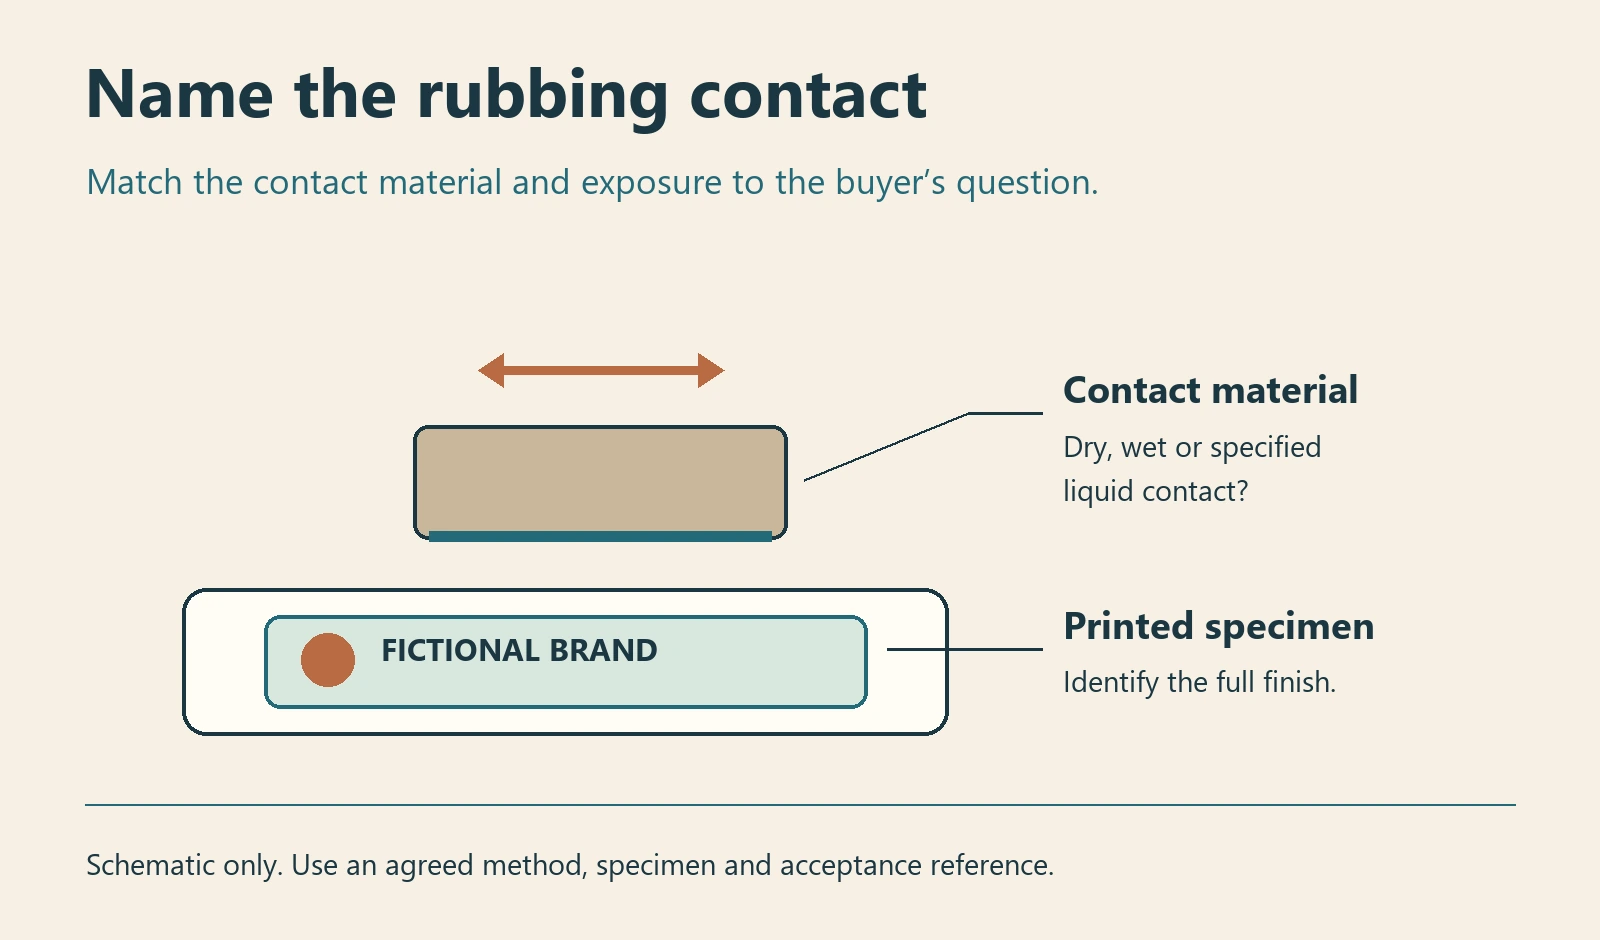 Name the rubbing contact
Match the contact material and exposure to the buyer’s question.
Contact material
Dry, wet or specified
liquid contact?
FICTIONAL BRAND
Printed specimen
Identify the full finish.
Schematic only. Use an agreed method, specimen and acceptance reference.